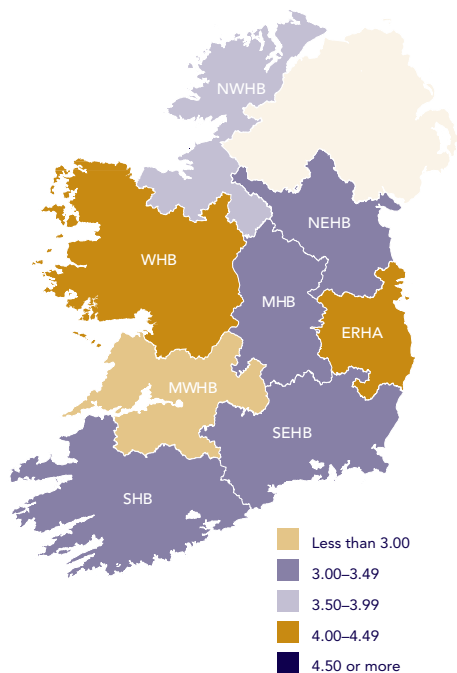 NWHB
NEHB
WHB
MHB
ERHA
MWHB
SEHB
SHB
Less than 3.00
3.00–3.49
3.50–3.99
4.00–4.49
4.50 or more